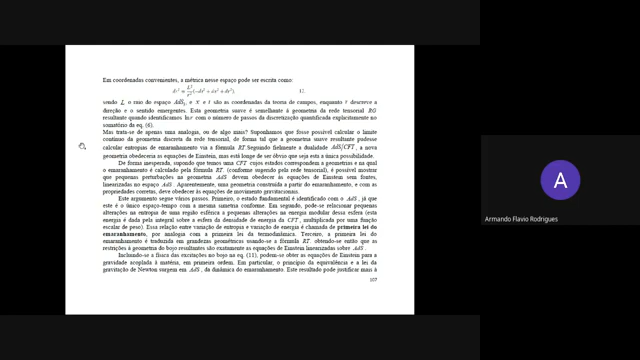 Em coordenadas convenientes, a métrica nesse espaço pode ser escrita como:
ds² = L²/r² (−dt² + dx² + dr²). 12.
sendo L o raio do espaço AdS₃, e X e t são as coordenadas da teoria de campos, enquanto r descreve a
direção e o sentido emergentes. Esta geometria suave é semelhante à geometria da rede tensorial RG
resultante quando identificamos ln r com o número de passos da discretização quantificada explicitamente no
somatório da eq. (6).
Mas trata-se de apenas uma analogia, ou de algo mais? Suponhamos que fosse possível calcular o limite
contínuo da geometria discreta da rede tensorial, de forma tal que a geometria suave resultante pudesse
calcular entropias de emaranhamento via a fórmula RT. Segundo fielmente a dualidade AdS/CFT, a nova
geometria obedeceria as equações de Einstein, mas está longe de ser óbvio que seja esta a única possibilidade.
De forma inesperada, supondo que temos uma CFT cujos estados correspondem a geometrias e na qual
o emaranhamento é calculado pela fórmula RT, (conforme sugerido pela rede tensorial), é possível mostrar
que pequenas perturbações na geometria AdS devem obedecer às equações de Einstein sem fontes,
linearizadas no espaço AdS. Aparentemente, uma geometria construída a partir do emaranhamento, e com as
propriedades corretas, deve obedecer às equações de movimento gravitacionais.
Este argumento segue vários passos. Primeiro, o estado fundamental é identificado com o AdS, já que
este é o único espaço-tempo com a mesma simetria conforme. Em segundo, pode-se relacionar pequenas
alterações na entropia de uma região esférica a pequenas alterações na energia modular dessa esfera (esta
energia é dada pela integral sobre a esfera da densidade de energia da CFT, multiplicada por uma função
escalar de peso). Essa relação entre variação de entropia e variação de energia é chamada de primeira lei do
emaranhamento, por analogia com a primeira lei da termodinâmica. Terceiro, a primeira lei do
emaranhamento é traduzida em grandezas geométricas usando-se a fórmula RT, obtendo-se então que as
restrições à geometria do bojo resultantes são exatamente as equações de Einstein linearizadas sobre AdS.
Incluindo-se a física das excitações no bojo na eq. (11), podem-se obter as equações de Einstein para a
gravidade acoplada à matéria, em primeira ordem. Em particular, o princípio da equivalência e a lei da
gravitação de Newton surgem em AdS, da dinâmica do emaranhamento. Este resultado pode justificar mais à
107
A
Armando Flavio Rodrigues